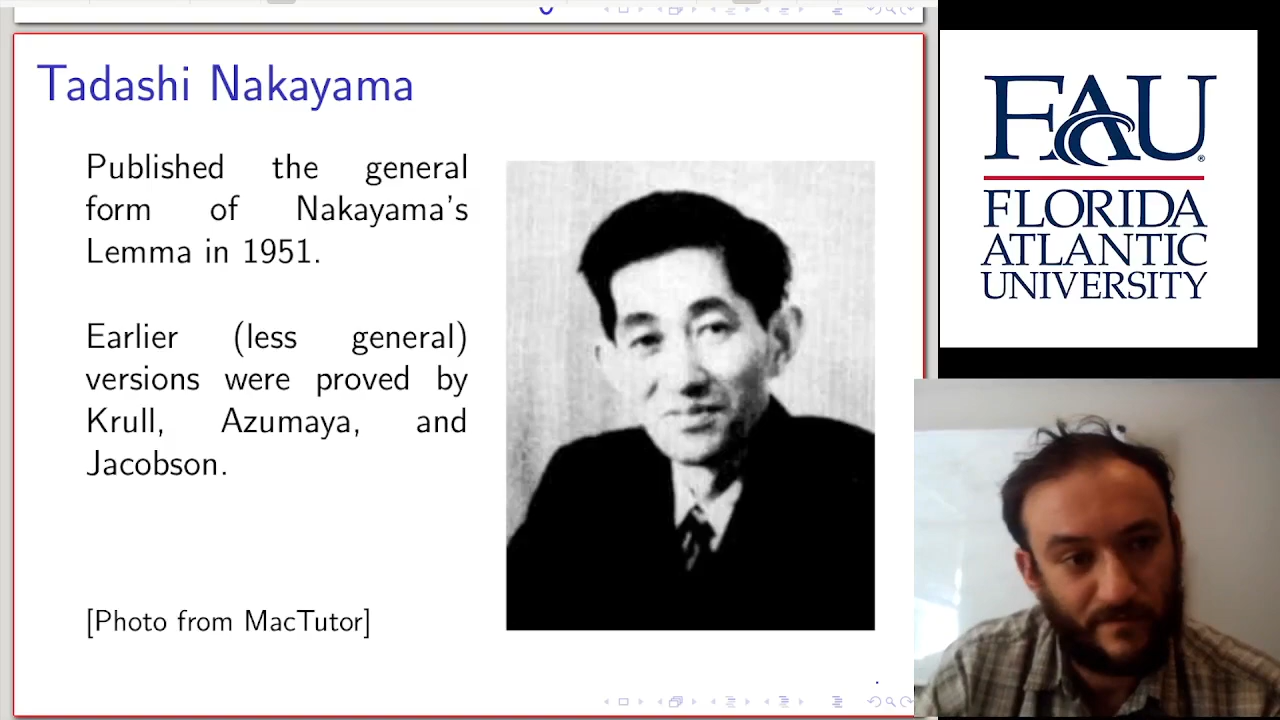 Tadashi Nakayama
Published the general
form of Nakayama's
Lemma in 1951.
Earlier (less general)
versions were proved by
Krull, Azumaya, and
Jacobson.
[Photo from MacTutor]
FAU®
FLORIDA
ATLANTIC
UNIVERSITY